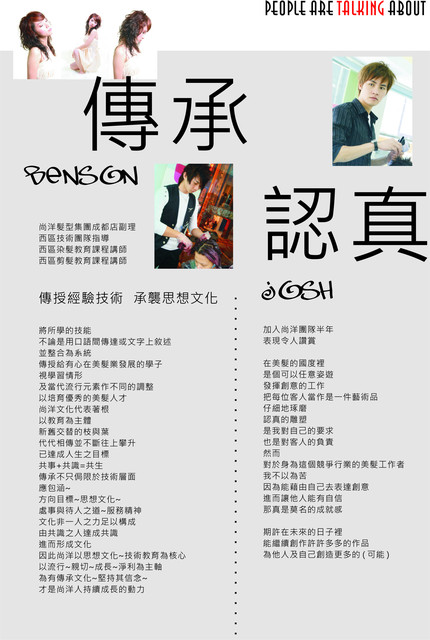 PEOPLE ARE TALKING ABOUT
傳承
BENSON
尚洋髮型集團成都店副理
西區技術團隊指導
西區染髮教育課程講師
西區剪髮教育課程講師
傳授經驗技術 承襲思想文化
將所學的技能
不論是用口語間傳達或文字上敘述
並整合為系統
傳授給有心在美髮業發展的學子
視學習情形
及當代流行元素作不同的調整
以培育優秀的美髮人才
尚洋文化代表著根
以教育為主體
新舊交替的枝與葉
代代相傳並不斷往上攀升
已達成人生之目標
共事+共識=共生
傳承不只侷限於技術層面
應包涵~
方向目標~思想文化~
處事與待人之道~服務精神
文化非一人之力足以構成
由共識之人達成共識
進而形成文化
因此尚洋以思想文化~技術教育為核心
以流行~親切~成長~淨利為主軸
為有傳承文化~堅持其信念~
才是尚洋人持續成長的動力
認真
JOSH
加入尚洋團隊半年
表現令人讚賞
在美髮的國度裡
是個可以任意姿遊
發揮創意的工作
把每位客人當作是一件藝術品
仔細地琢磨
認真的雕塑
是我對自己的要求
也是對客人的負責
然而
對於身為這個競爭行業的美髮工作者
我不以為苦
因為能藉由自己去表達創意
進而讓他人能有自信
那真是莫名的成就感
期許在未來的日子裡
能繼續創作許許多多的作品
為他人及自己創造更多的(可能)